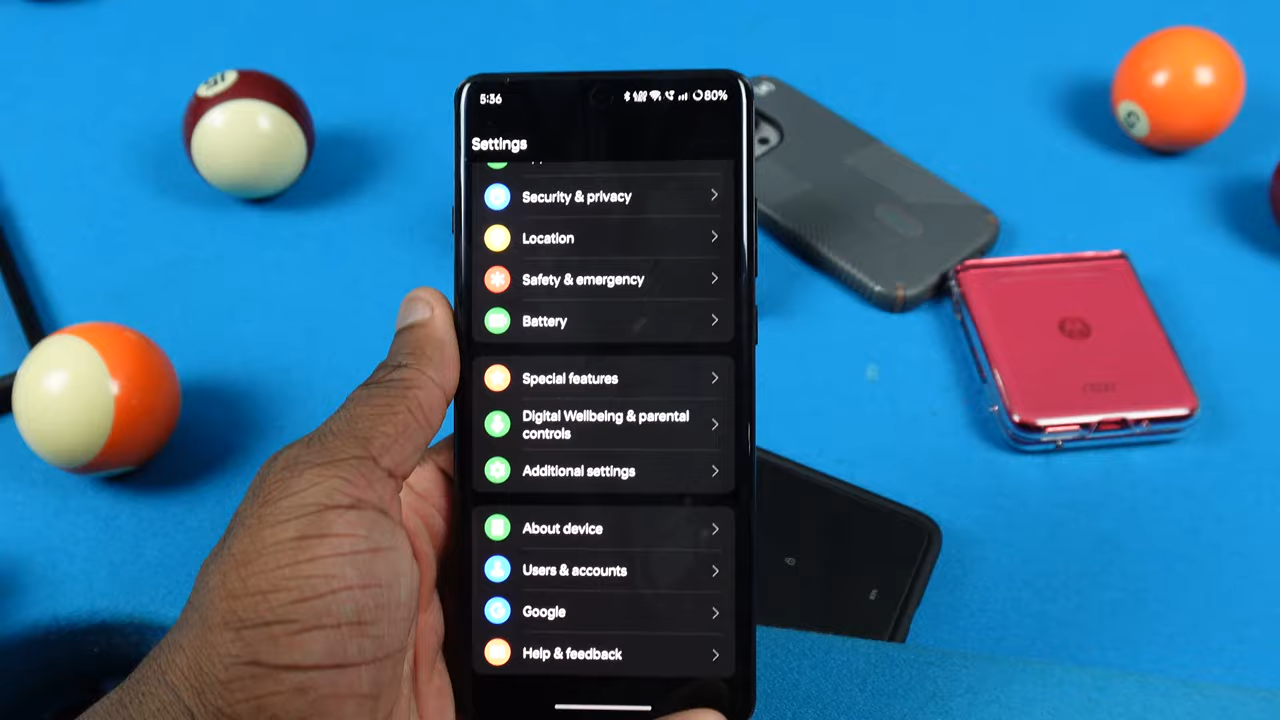 15
5:36
80%
Settings
Security & privacy
Location
Safety & emergency
Battery
Special features
Digital Wellbeing & parental
controls
Additional settings
About device
Users & accounts
Google
Help & feedback